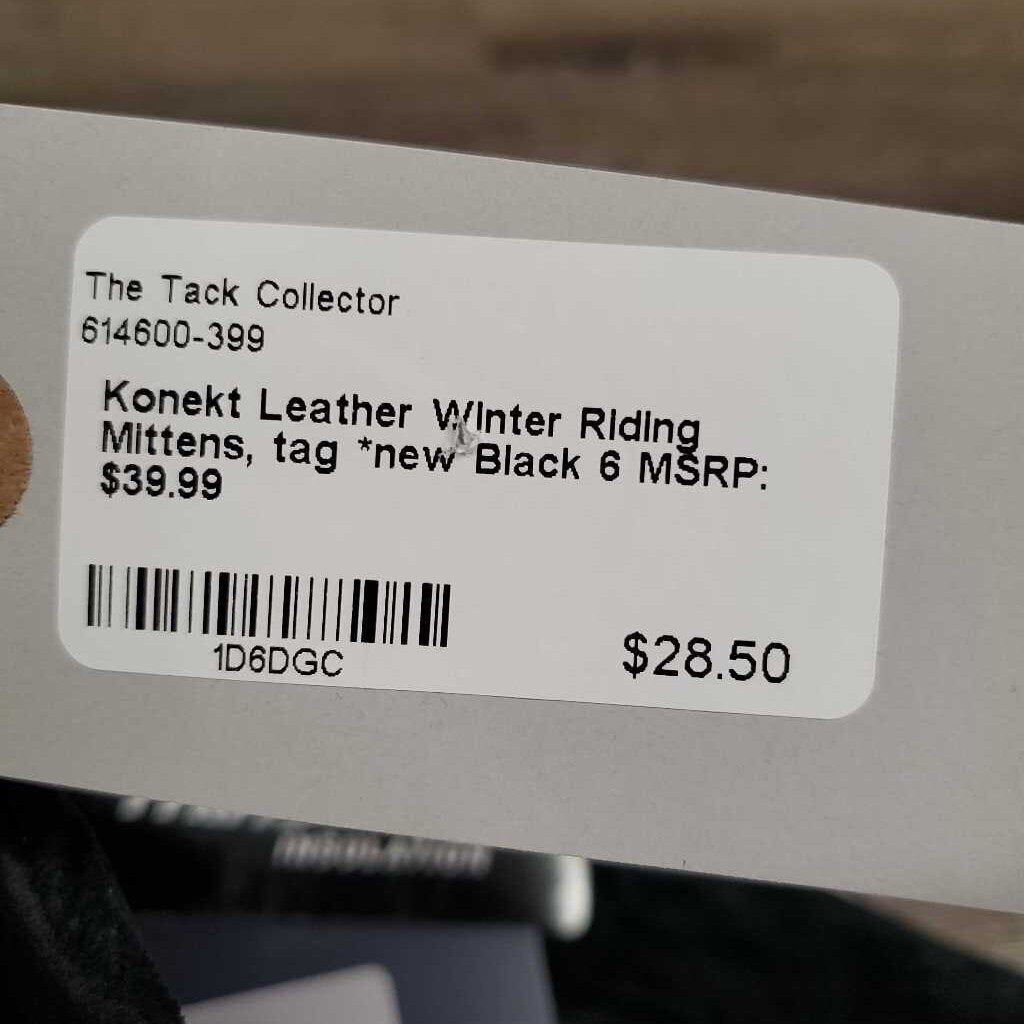 The Tack Collector
614600-399
Konekt Leather Winter Riding
Mittens, tag *new Black 6 MSRP:
$39.99
1D6DGC
$28.50
INSULATION